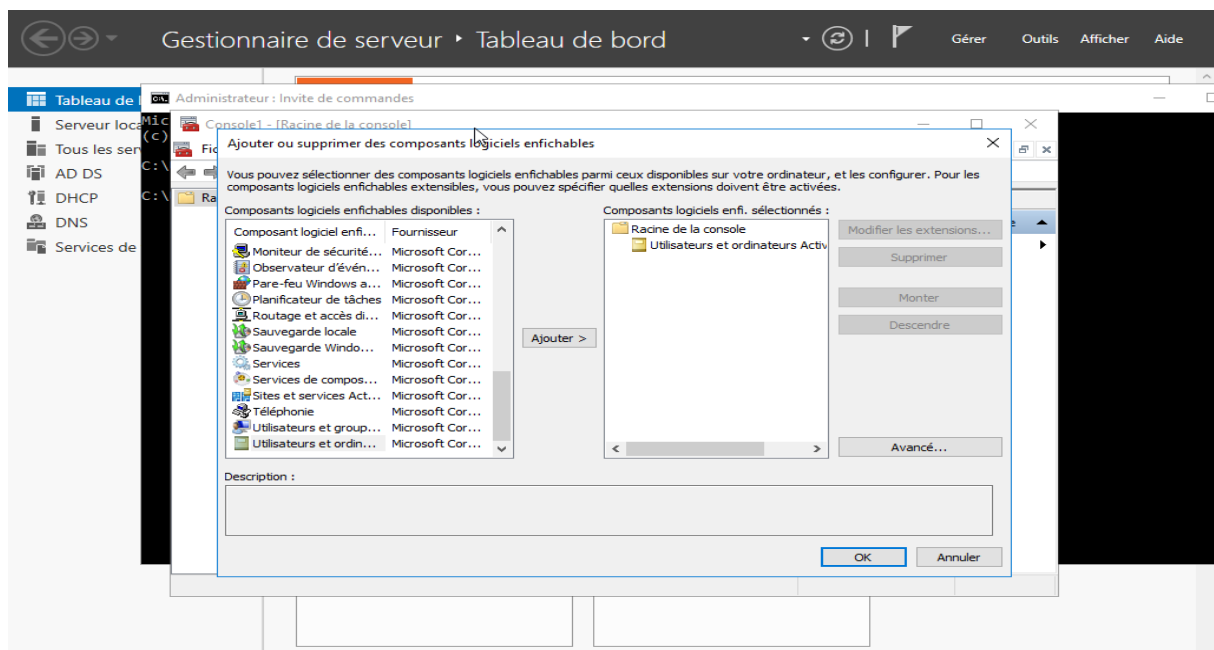 Gestionnaire de serveur ‣ Tableau de bord
Gérer Outils Afficher Aide
Tableau de
Serveur loca
Tous les ser
AD DS
DHCP
DNS
Services de
Administrateur : Invite de commandes
Mic
(c)
C:\
C:\
Console1 - [Racine de la console]
Fic
Ra
Ajouter ou supprimer des composants logiciels enfichables
Vous pouvez sélectionner des composants logiciels enfichables parmi ceux disponibles sur votre ordinateur, et les configurer. Pour les
composants logiciels enfichables extensibles, vous pouvez spécifier quelles extensions doivent être activées.
Composants logiciels enfichables disponibles :
Composant logiciel enfi... Fournisseur
Moniteur de sécurité... Microsoft Cor...
Observateur d'évén... Microsoft Cor...
Pare-feu Windows a... Microsoft Cor...
Planificateur de tâches Microsoft Cor...
Routage et accès di... Microsoft Cor...
Sauvegarde locale Microsoft Cor...
Sauvegarde Windo... Microsoft Cor...
Services Microsoft Cor...
Services de compos... Microsoft Cor...
Sites et services Act... Microsoft Cor...
Téléphonie Microsoft Cor...
Utilisateurs et group... Microsoft Cor...
Utilisateurs et ordin... Microsoft Cor...
Ajouter >
Composants logiciels enfi. sélectionnés :
Racine de la console
Utilisateurs et ordinateurs Activ
Modifier les extensions...
Supprimer
Monter
Descendre
Avancé...
Description :
OK Annuler